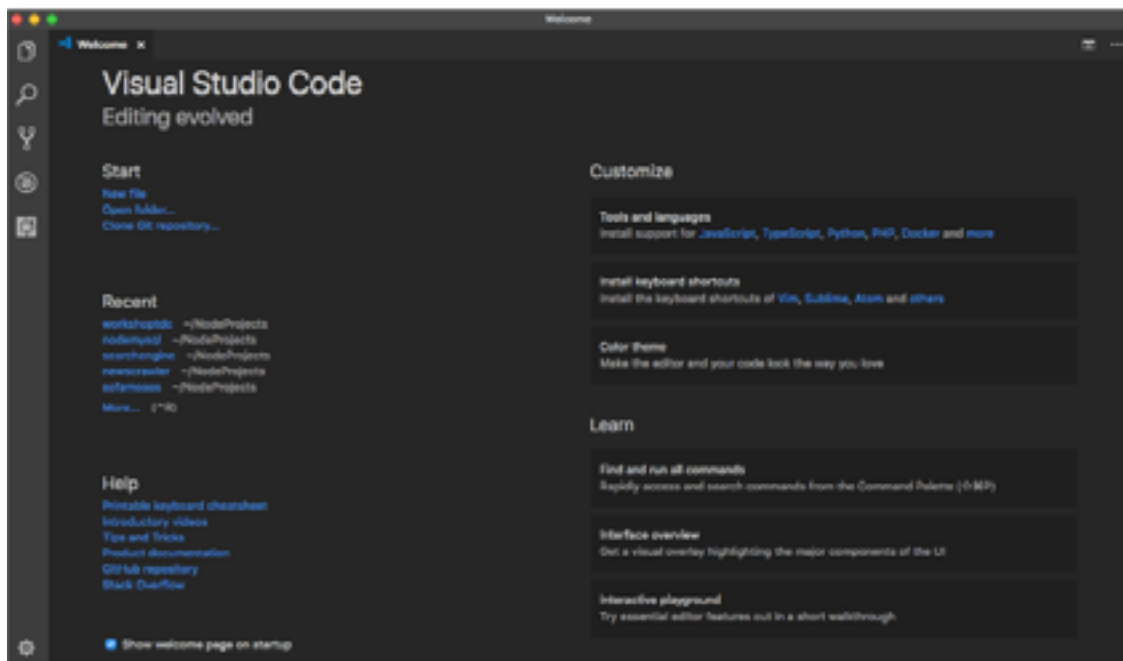 Welcome
Welcome ×
Visual Studio Code
Editing evolved
Start
New file
Open folder...
Clone Git repository...
Recent
workshoptdc ~/NodeProjects
nodemysql ~/NodeProjects
searchengine ~/NodeProjects
newscrawler ~/NodeProjects
sofamosos ~/NodeProjects
More... (^R)
Help
Printable keyboard cheatsheet
Introductory videos
Tips and Tricks
Product documentation
GitHub repository
Stack Overflow
Show welcome page on startup
Customize
Tools and languages
Install support for JavaScript, TypeScript, Python, PHP, Docker and more
Install keyboard shortcuts
Install the keyboard shortcuts of Vim, Sublime, Atom and others
Color theme
Make the editor and your code look the way you love
Learn
Find and run all commands
Rapidly access and search commands from the Command Palette (⇧⌘P)
Interface overview
Get a visual overlay highlighting the major components of the UI
Interactive playground
Try essential editor features out in a short walkthrough